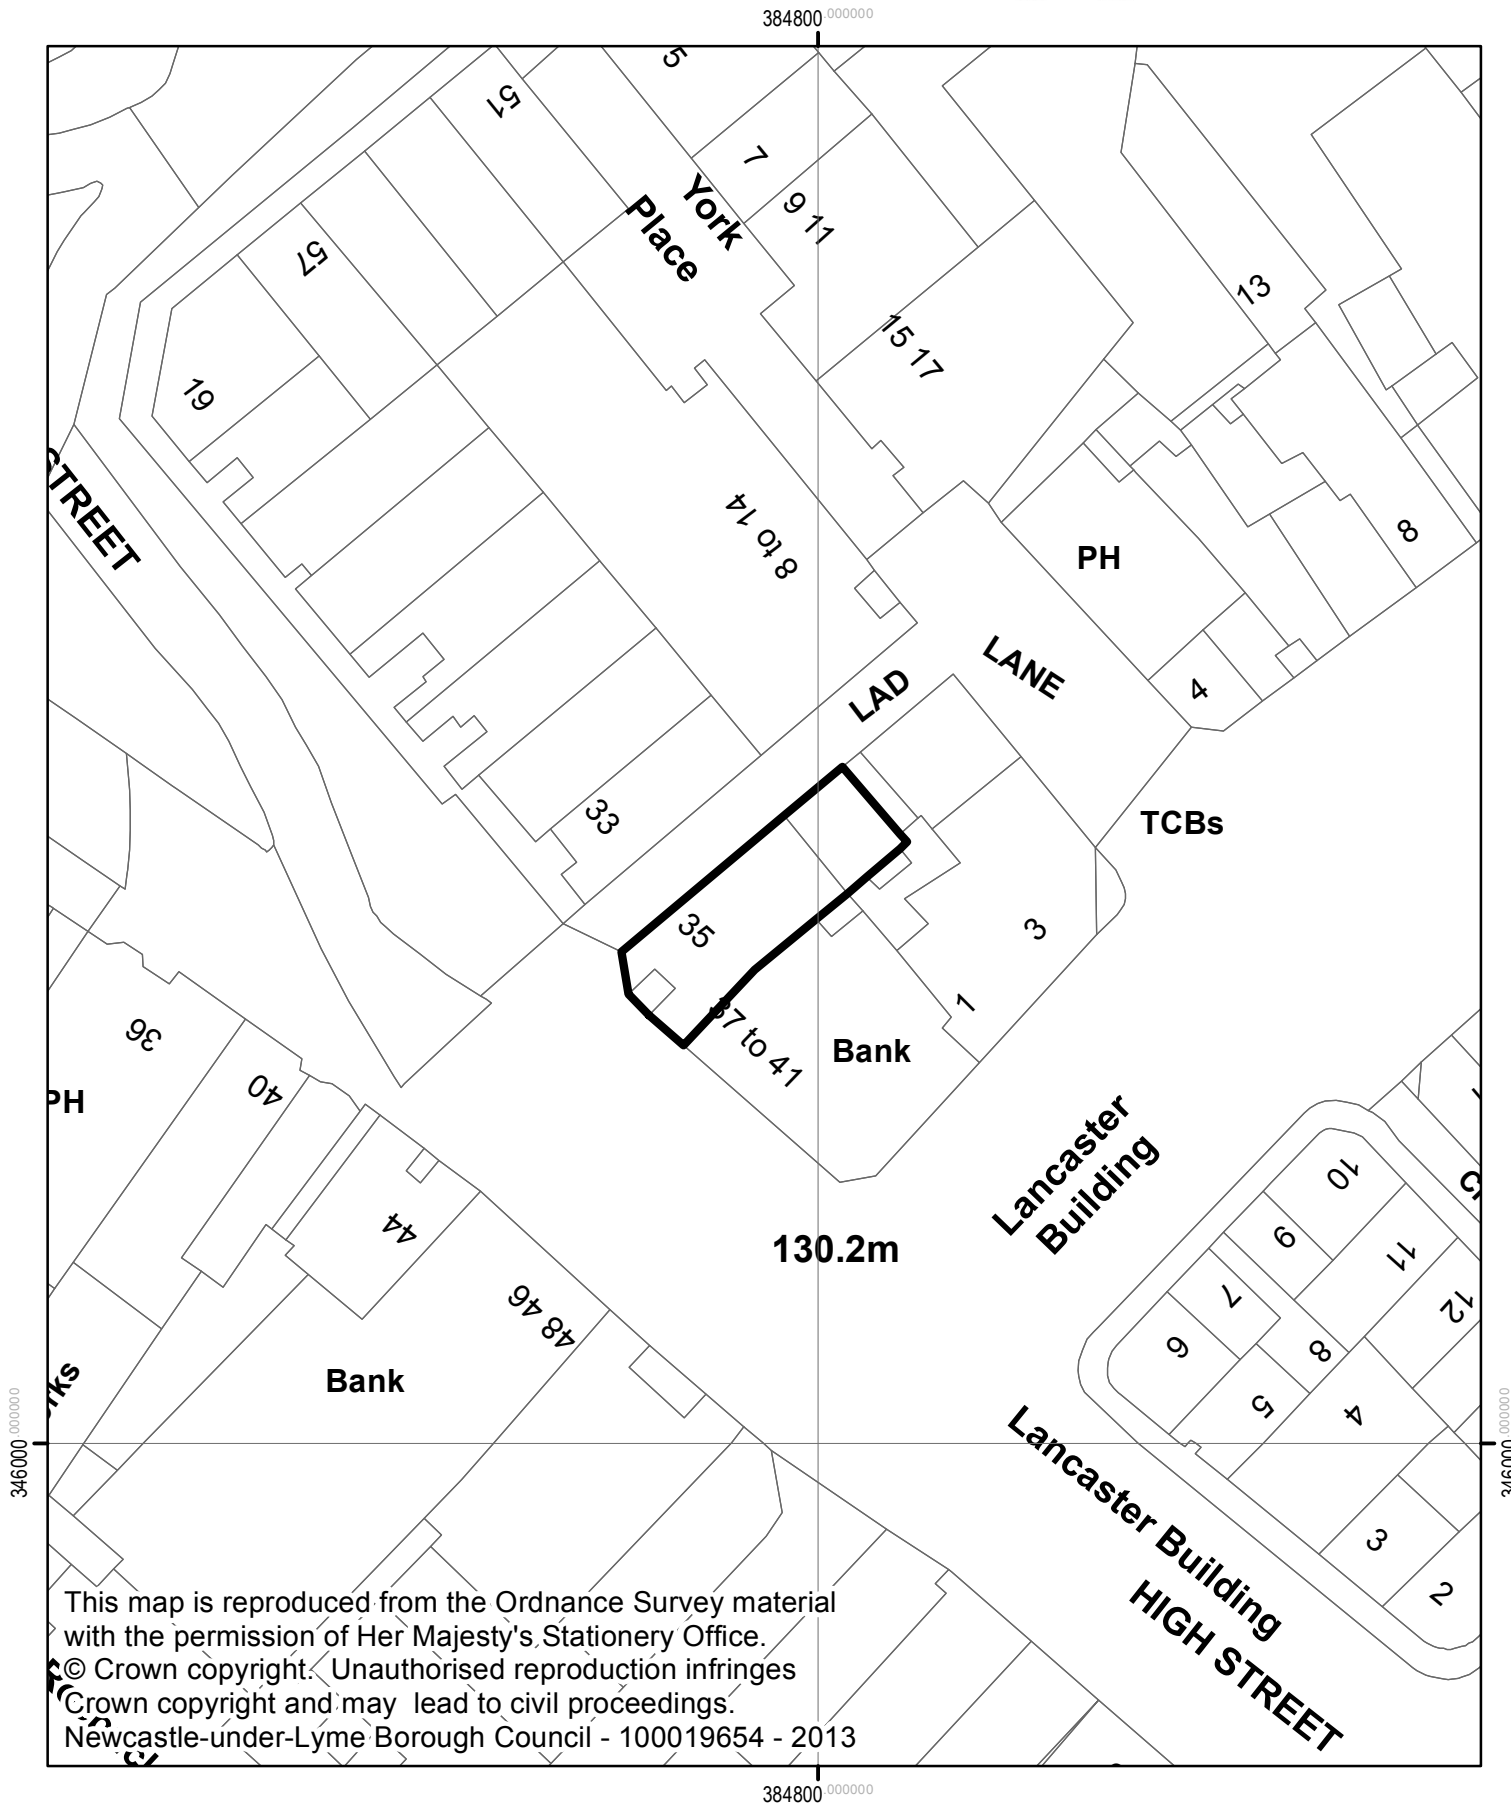 384800.000000
5
51
7
York
Place
9 11
57
13
15 17
19
STREET
8 to 14
8
PH
LAD
LANE
4
33
TCBs
35
3
1
37 to 41
Bank
36
40
PH
Lancaster
Building
10
44
9
11
130.2m
7
12
48 46
6
8
Bank
5
4
rks
346000.000000
346000
.000000
Lancaster Building
3
2
HIGH STREET
This map is reproduced from the Ordnance Survey material
with the permission of Her Majesty's Stationery Office.
© Crown copyright. Unauthorised reproduction infringes
Crown copyright and may lead to civil proceedings.
Newcastle-under-Lyme Borough Council - 100019654 - 2013
384800.000000